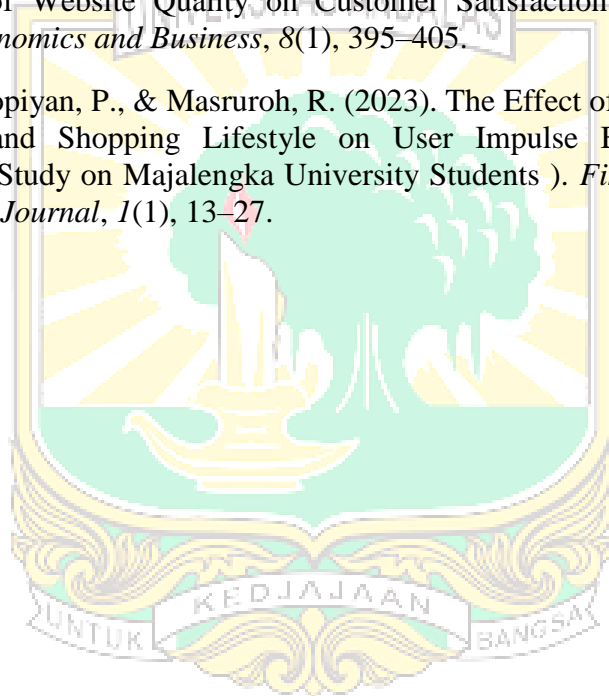 of Website Quality on Customer Satisfaction
UNIVERSITAS ANDALAS
nomics and Business, 8(1), 395–405.
opiyan, P., & Masruroh, R. (2023). The Effect of
and Shopping Lifestyle on User Impulse
Study on Majalengka University Students ). Fi
Journal, 1(1), 13–27.
UNTUK KEDJAJAAN BANGSA